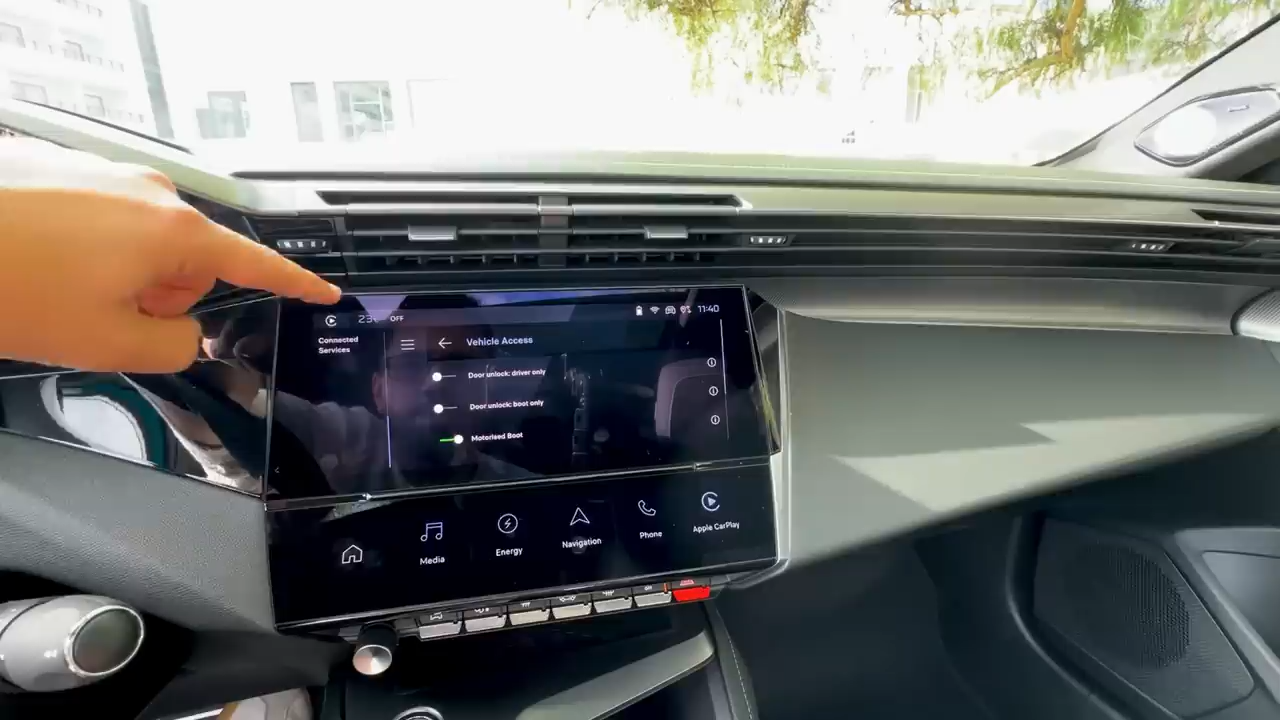 23
OFF
11:40
Connected
Services
Vehicle Access
Door unlock: driver only
Door unlock: boot only
Motorised Boot
Media
Energy
Navigation
Phone
Apple CarPlay